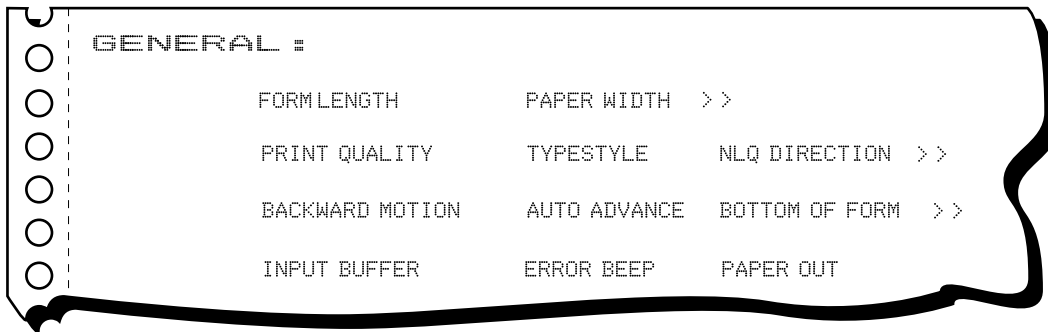 GENERAL :
FORM LENGTH PAPER WIDTH >>
PRINT QUALITY TYPESTYLE NLQ DIRECTION >>
BACKWARD MOTION AUTO ADVANCE BOTTOM OF FORM >>
INPUT BUFFER ERROR BEEP PAPER OUT